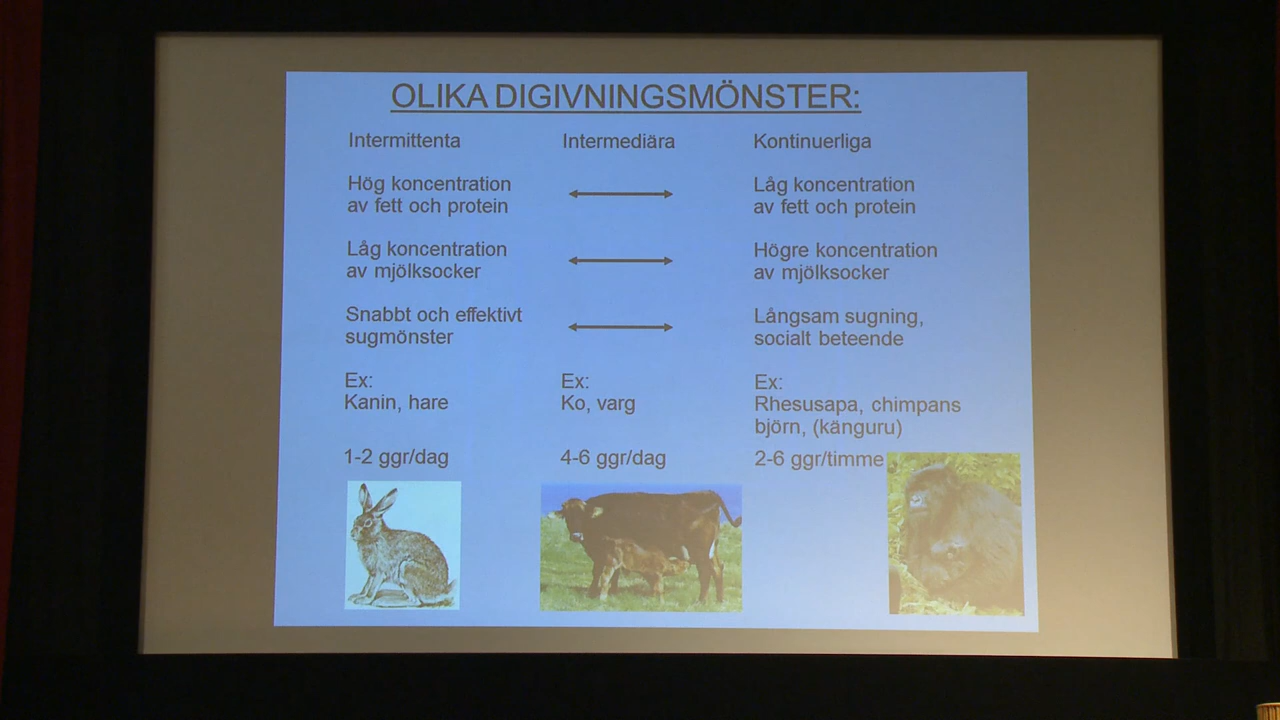 OLIKA DIGIVNINGSMÖNSTER:
Intermittenta
Intermediära
Kontinuerliga
Hög koncentration
av fett och protein
Låg koncentration
av fett och protein
Låg koncentration
av mjölksocker
Högre koncentration
av mjölksocker
Snabbt och effektivt
sugmönster
Långsam sugning,
socialt beteende
Ex:
Kanin, hare
Ex:
Ko, varg
Ex:
Rhesusapa, chimpans
björn, (känguru)
1-2 ggr/dag
4-6 ggr/dag
2-6 ggr/timme